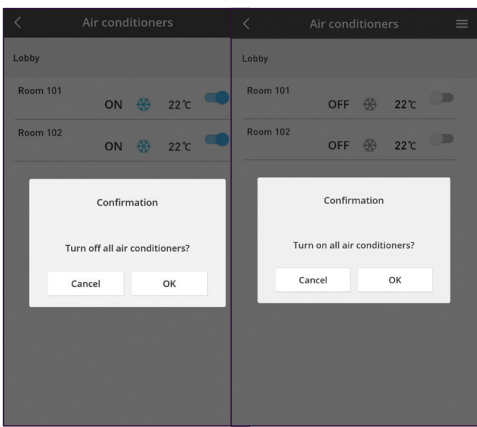 Air conditioners
Lobby
Room 101
ON 22℃
Room 102
ON 22℃
Confirmation
Turn off all air conditioners?
Cancel OK
Air conditioners
Lobby
Room 101
OFF 22℃
Room 102
OFF 22℃
Confirmation
Turn on all air conditioners?
Cancel OK